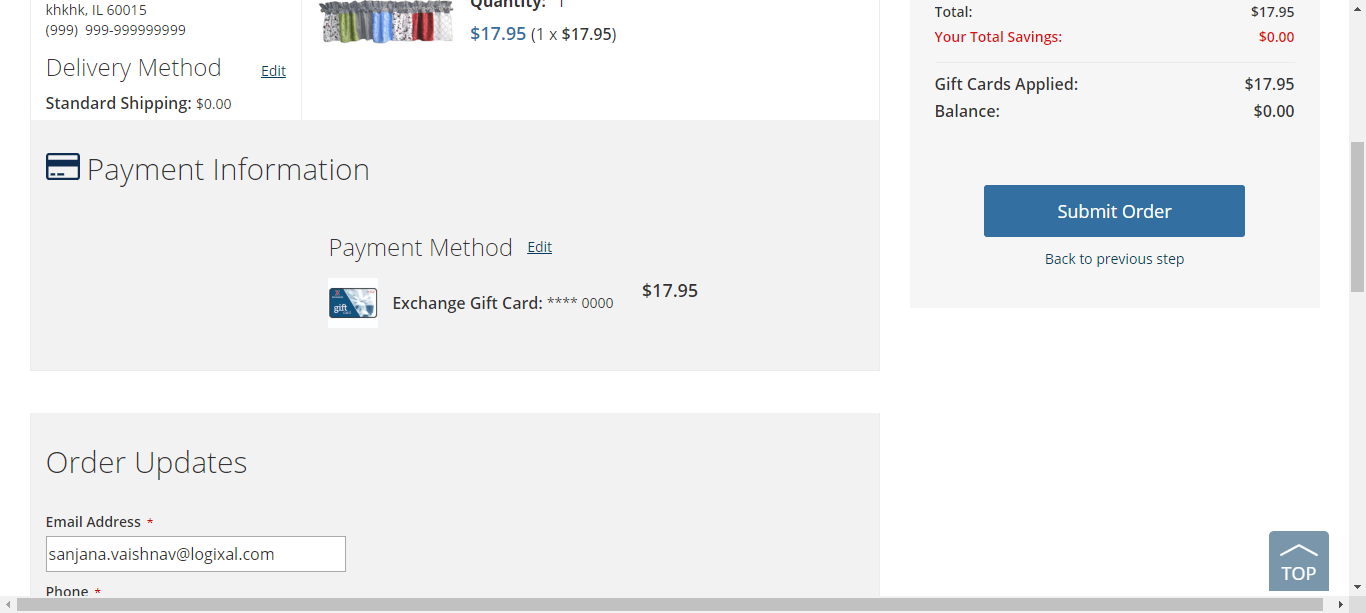 khkhk, IL 60015
(999) 999-999999999
Delivery Method Edit
Standard Shipping: $0.00
Quantity: 1
$17.95 (1 x $17.95)
Payment Information
Payment Method Edit
gift
Exchange Gift Card: **** 0000 $17.95
Order Updates
Email Address *
sanjana.vaishnav@logixal.com
Phone *
Total: $17.95
Your Total Savings: $0.00
Gift Cards Applied: $17.95
Balance: $0.00
Submit Order
Back to previous step
TOP